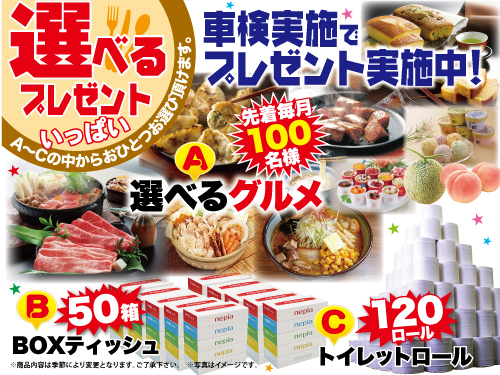 選べる
プレゼント
いっぱい
A～Cの中からおひとつお選び頂けます。
車検実施で
プレゼント実施中!
先着毎月
100
名様
A
選べるグルメ
B
50箱
BOXティッシュ
nepia
C
120
ロール
トイレットロール
※商品内容は季節により変更となります。ご了承下さい。 ※写真はイメージです。